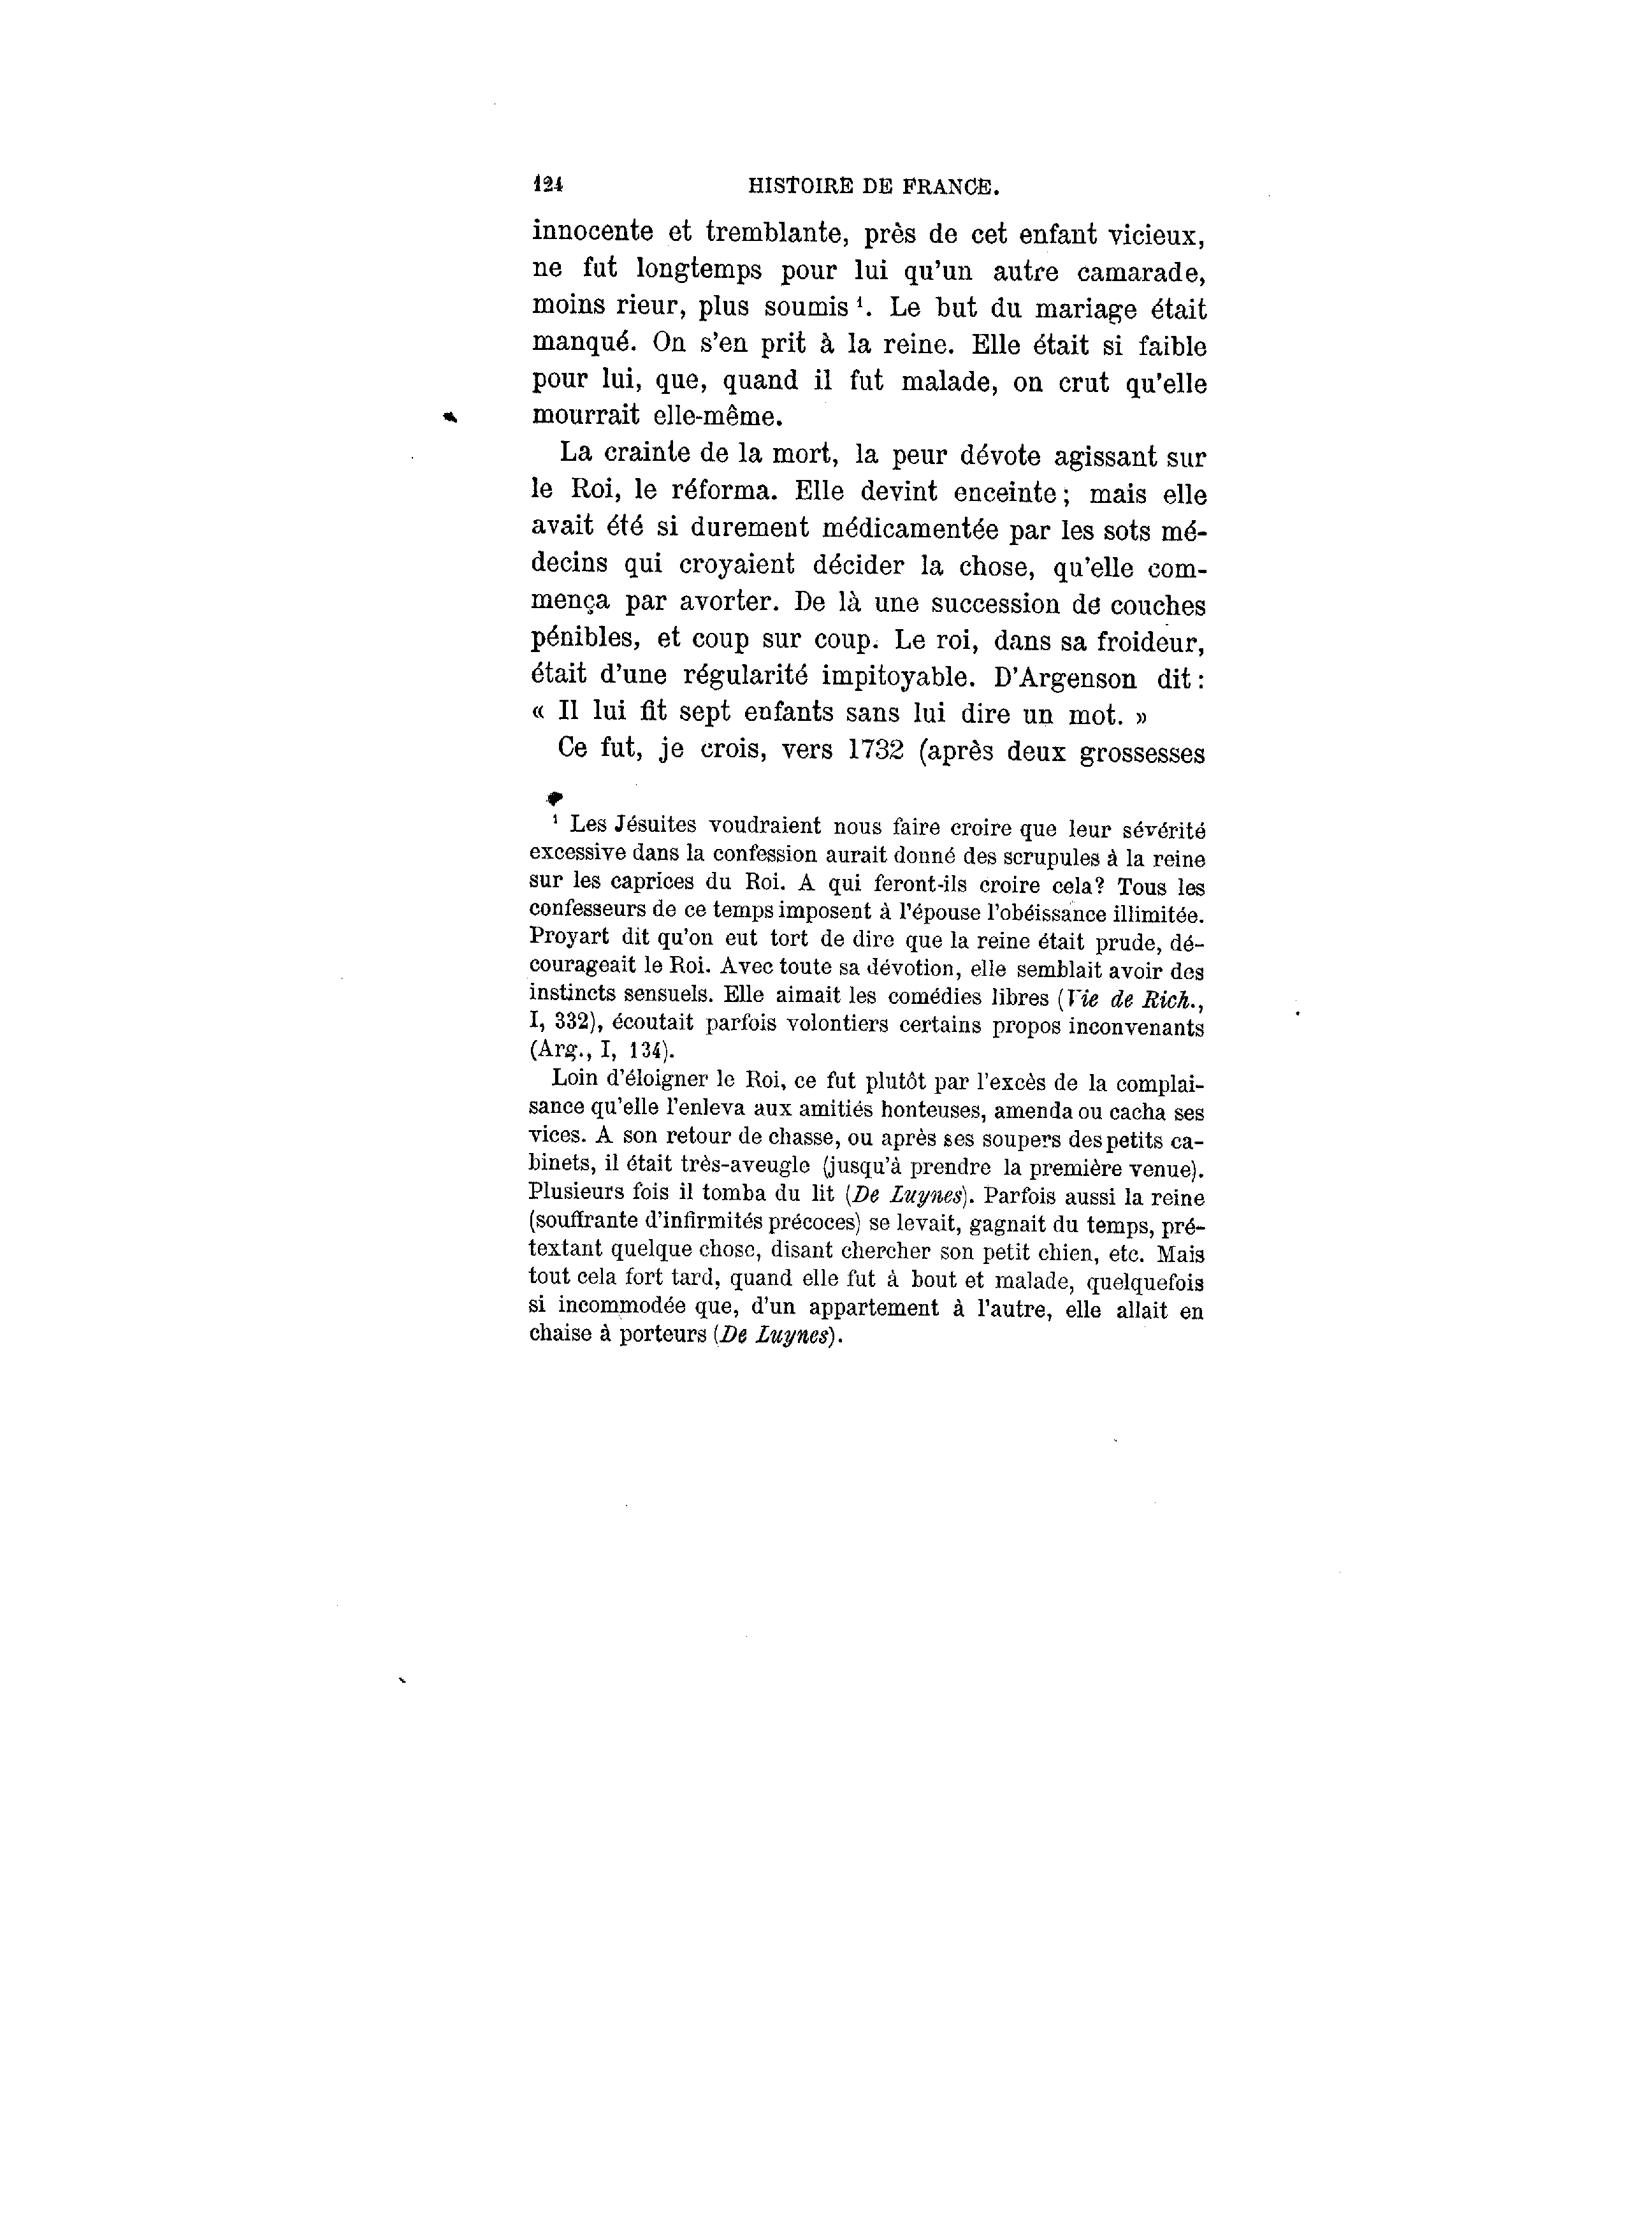 124 HISTOIRE DE FRANCE.
innocente et tremblante, près de cet enfant vicieux,
ne fut longtemps pour lui qu'un autre camarade,
moins rieur, plus soumis ¹. Le but du mariage était
manqué. On s'en prit à la reine. Elle était si faible
pour lui, que, quand il fut malade, on crut qu'elle
mourrait elle-même.
La crainte de la mort, la peur dévote agissant sur
le Roi, le réforma. Elle devint enceinte; mais elle
avait été si durement médicamentée par les sots mé-
decins qui croyaient décider la chose, qu'elle com-
mença par avorter. De là une succession de couches
pénibles, et coup sur coup. Le roi, dans sa froideur,
était d'une régularité impitoyable. D'Argenson dit :
« Il lui fit sept enfants sans lui dire un mot. »
Ce fut, je crois, vers 1732 (après deux grossesses
¹ Les Jésuites voudraient nous faire croire que leur sévérité
excessive dans la confession aurait donné des scrupules à la reine
sur les caprices du Roi. A qui feront-ils croire cela? Tous les
confesseurs de ce temps imposent à l'épouse l'obéissance illimitée.
Proyart dit qu'on eut tort de dire que la reine était prude, dé-
courageait le Roi. Avec toute sa dévotion, elle semblait avoir des
instincts sensuels. Elle aimait les comédies libres (Vie de Rich.,
I, 332), écoutait parfois volontiers certains propos inconvenants
(Arg., I, 134).
Loin d'éloigner le Roi, ce fut plutôt par l'excès de la complai-
sance qu'elle l'enleva aux amitiés honteuses, amenda ou cacha ses
vices. A son retour de chasse, ou après ses soupers des petits ca-
binets, il était très-aveugle (jusqu'à prendre la première venue).
Plusieurs fois il tomba du lit (De Luynes). Parfois aussi la reine
(souffrante d'infirmités précoces) se levait, gagnait du temps, pré-
textant quelque chose, disant chercher son petit chien, etc. Mais
tout cela fort tard, quand elle fut à bout et malade, quelquefois
si incommodée que, d'un appartement à l'autre, elle allait en
chaise à porteurs (De Luynes).